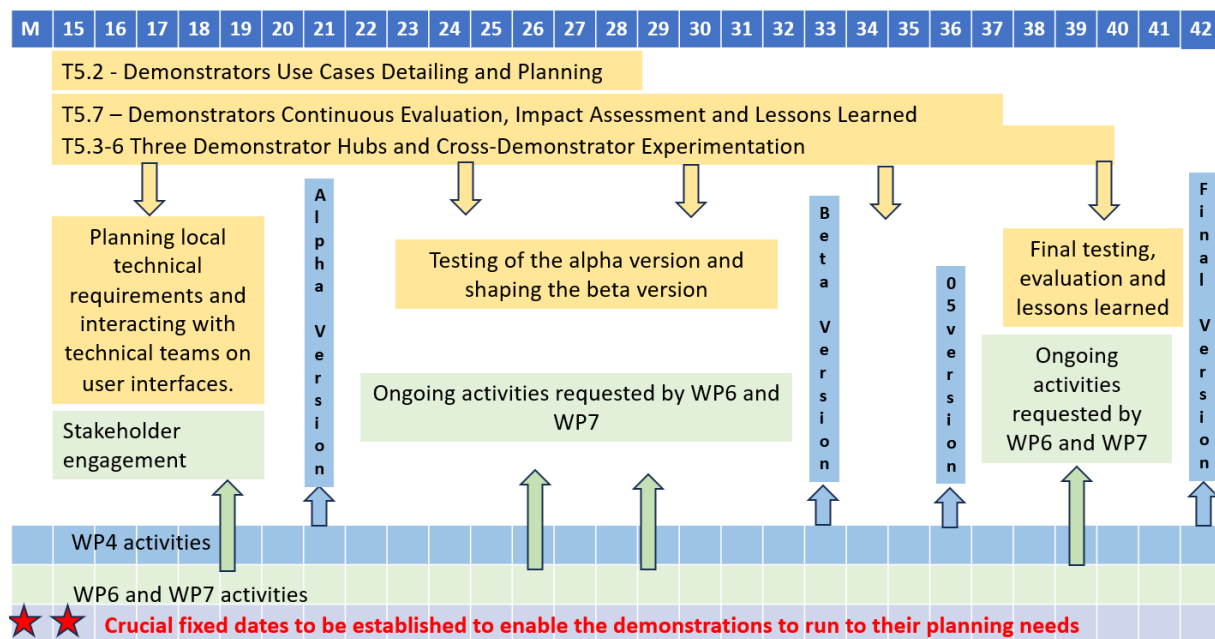 M 15 16 17 18 19 20 21 22 23 24 25 26 27 28 29 30 31 32 33 34 35 36 37 38 39 40 41 42
T5.2 - Demonstrators Use Cases Detailing and Planning
T5.7 – Demonstrators Continuous Evaluation, Impact Assessment and Lessons Learned
T5.3-6 Three Demonstrator Hubs and Cross-Demonstrator Experimentation
Planning local
technical
requirements and
interacting with
technical teams on
user interfaces.
Stakeholder
engagement
Alpha Version
Testing of the alpha version and
shaping the beta version
Ongoing activities requested by WP6 and
WP7
Beta Version
05version
Final testing,
evaluation and
lessons learned
Ongoing
activities
requested by
WP6 and WP7
Final Version
WP4 activities
WP6 and WP7 activities
Crucial fixed dates to be established to enable the demonstrations to run to their planning needs